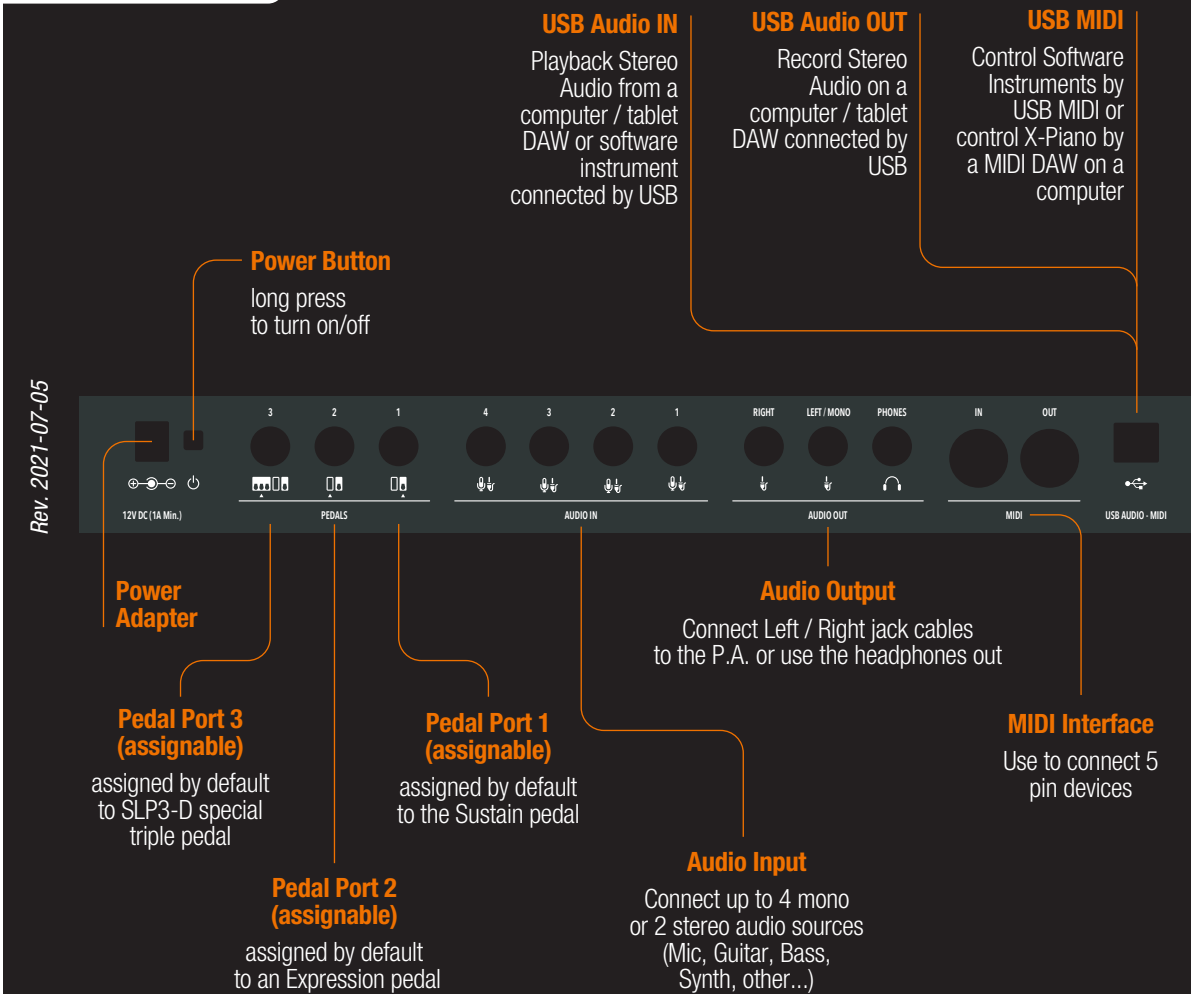 USB Audio IN
Playback Stereo
Audio from a
computer / tablet
DAW or software
instrument
connected by USB
USB Audio OUT
Record Stereo
Audio on a
computer / tablet
DAW connected by
USB
USB MIDI
Control Software
Instruments by
USB MIDI or
control X-Piano by
a MIDI DAW on a
computer
Power Button
long press
to turn on/off
Rev. 2021-07-05
3 2 1 4 3 2 1 RIGHT LEFT / MONO PHONES IN OUT
12V DC (1A Min.) PEDALS AUDIO IN AUDIO OUT MIDI USB AUDIO - MIDI
Power
Adapter
Audio Output
Connect Left / Right jack cables
to the P.A. or use the headphones out
Pedal Port 3
(assignable)
assigned by default
to SLP3-D special
triple pedal
Pedal Port 1
(assignable)
assigned by default
to the Sustain pedal
MIDI Interface
Use to connect 5
pin devices
Pedal Port 2
(assignable)
assigned by default
to an Expression pedal
Audio Input
Connect up to 4 mono
or 2 stereo audio sources
(Mic, Guitar, Bass,
Synth, other...)